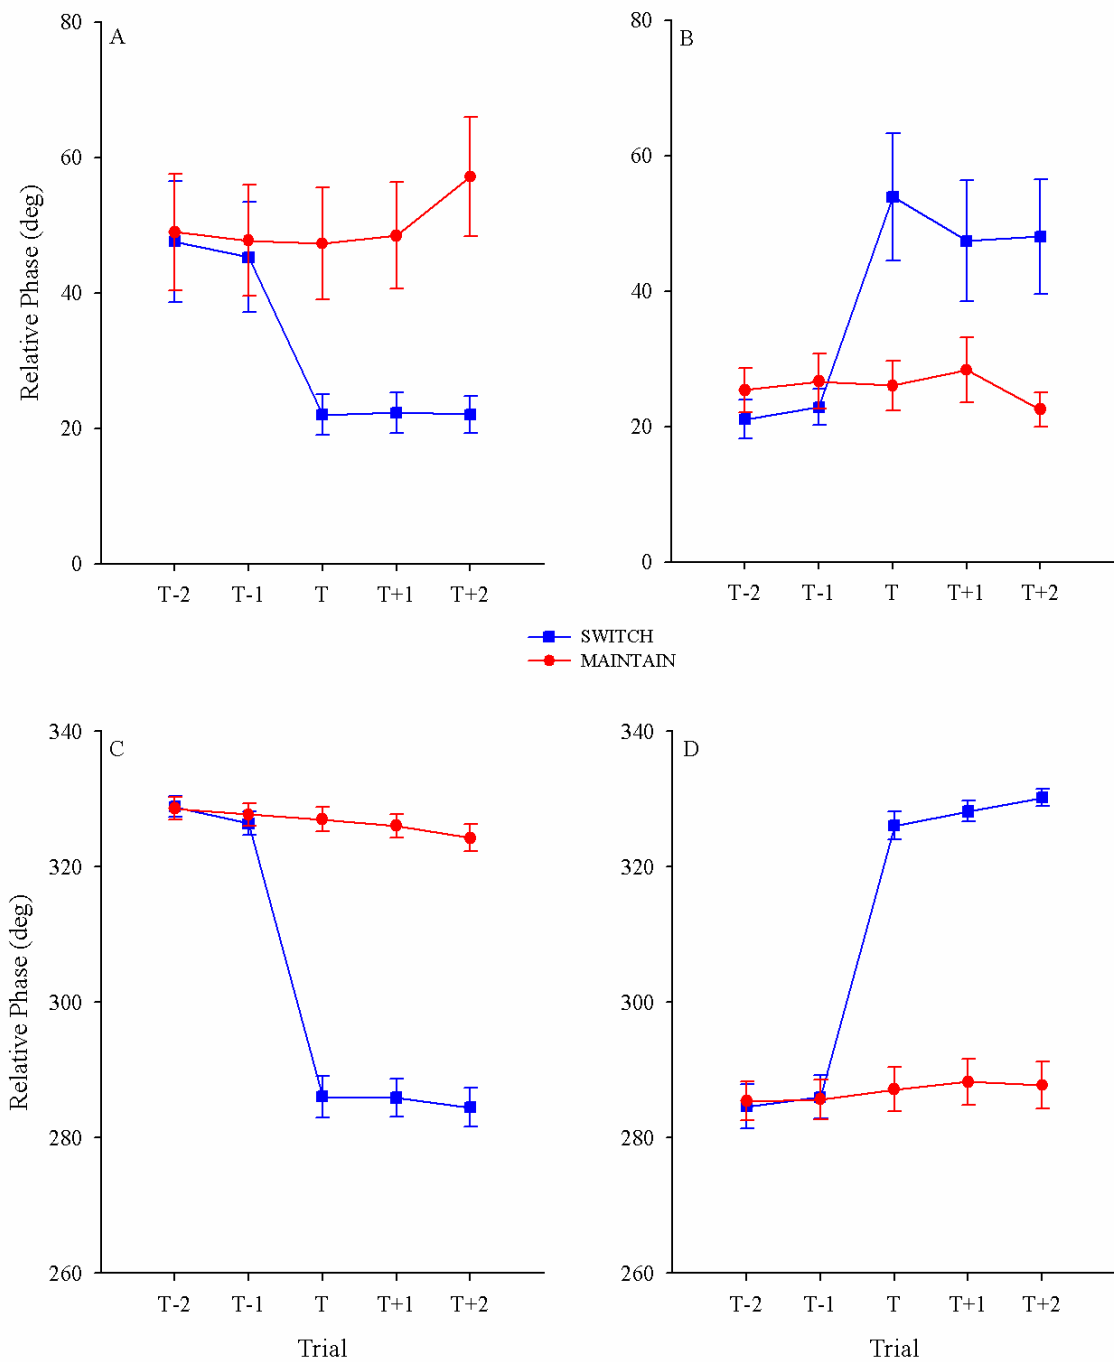 A
80
60
40
20
0
Relative Phase (deg)
T-2 T-1 T T+1 T+2
B
80
60
40
20
0
T-2 T-1 T T+1 T+2
SWITCH
MAINTAIN
C
340
320
300
280
260
Relative Phase (deg)
T-2 T-1 T T+1 T+2
Trial
D
340
320
300
280
260
T-2 T-1 T T+1 T+2
Trial